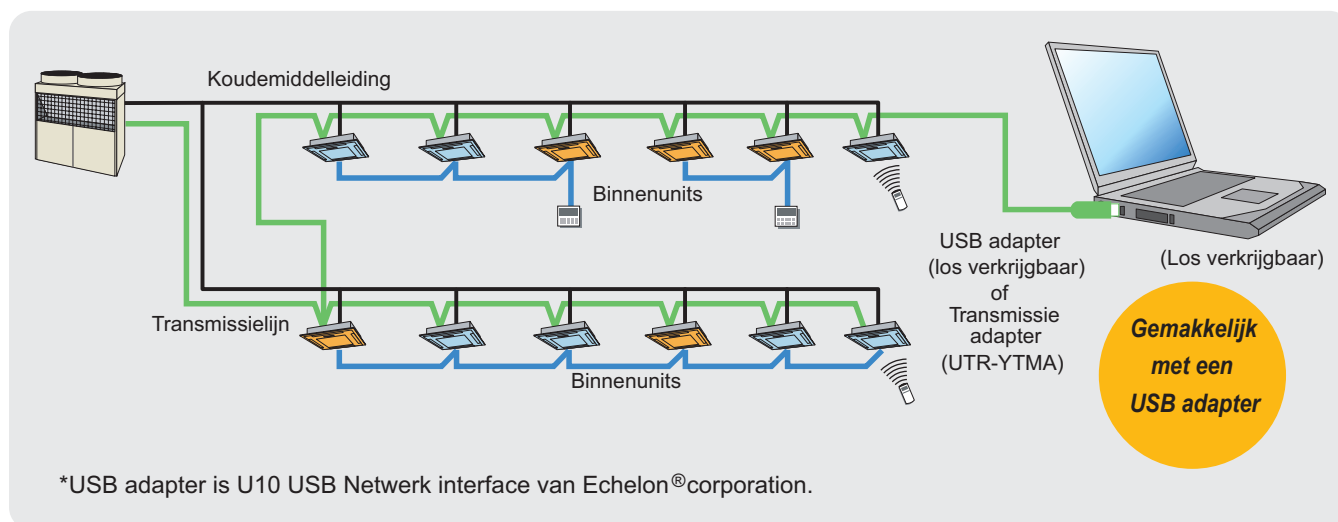 Koudemiddelleiding
Binnenunits
USB adapter
(los verkrijgbaar)
of
Transmissie
adapter
(UTR-YTMA)
(Los verkrijgbaar)
Transmissielijn
Binnenunits
Gemakkelijk
met een
USB adapter
*USB adapter is U10 USB Netwerk interface van Echelon®corporation.